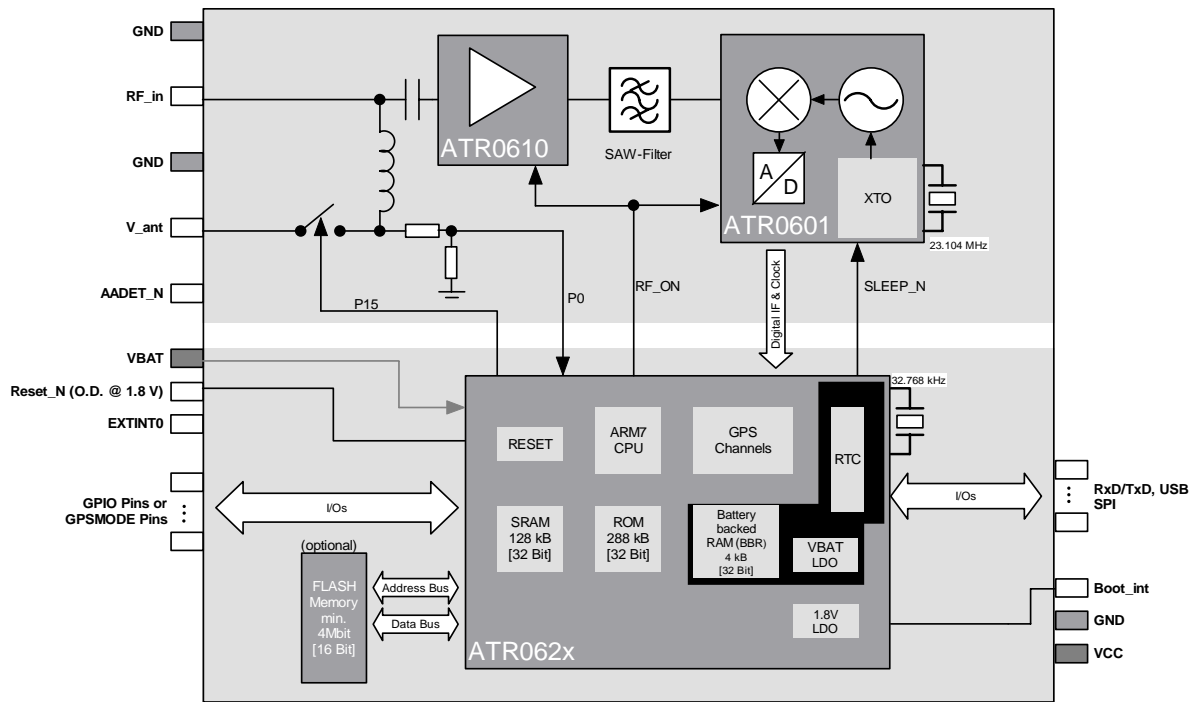 GND
RF_in
GND
V_ant
AADET_N
VBAT
Reset_N (O.D. @ 1.8 V)
EXTINT0
GPIO Pins or
GPSMODE Pins
ATR0610
SAW-Filter
A
D
ATR0601
XTO
23.104 MHz
P15
P0
RF_ON
Digital IF & Clock
SLEEP_N
32.768 kHz
RESET
ARM7
CPU
GPS
Channels
RTC
I/Os
I/Os
SRAM
128 kB
[32 Bit]
ROM
288 kB
[32 Bit]
Battery
backed
RAM (BBR)
4 kB
[32 Bit]
VBAT
LDO
1.8V
LDO
(optional)
FLASH
Memory
min.
4Mbit
[16 Bit]
Address Bus
Data Bus
ATR062x
RxD/TxD, USB
SPI
Boot_int
GND
VCC